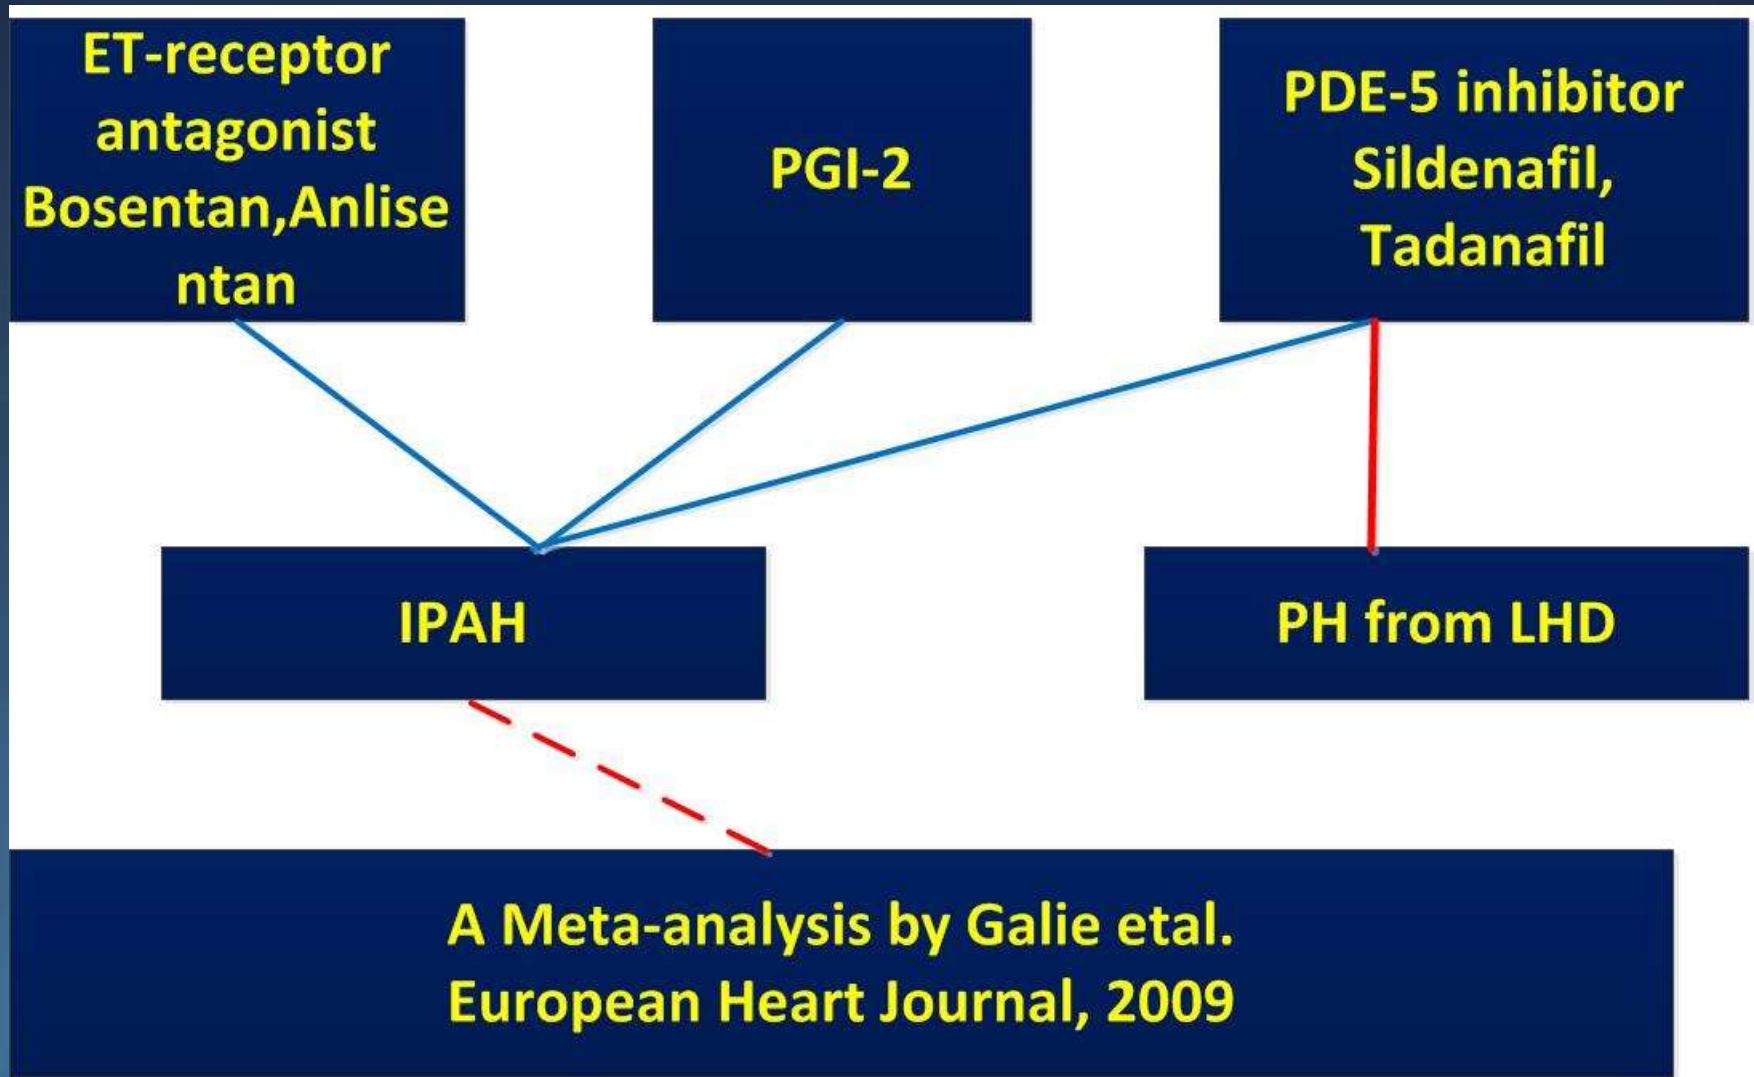 ET-receptor
antagonist
Bosentan,Anlise
ntan
PGI-2
PDE-5 inhibitor
Sildenafil,
Tadanafil
IPAH
PH from LHD
A Meta-analysis by Galie etal.
European Heart Journal, 2009